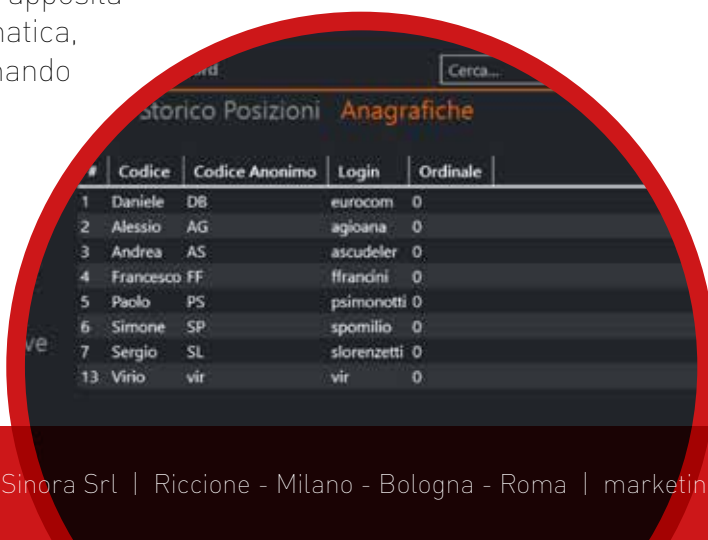 apposita
matica,
nando
ord Cerca...
Storico Posizioni Anagrafiche
# Codice Codice Anonimo Login Ordinale
1 Daniele DB eurocom 0
2 Alessio AG agioana 0
3 Andrea AS ascudeler 0
4 Francesco FF ffrancini 0
5 Paolo PS psimonotti 0
6 Simone SP spomilio 0
ve
7 Sergio SL slorenzetti 0
13 Virio vir vir 0
Sinora Srl | Riccione - Milano - Bologna - Roma | marketin